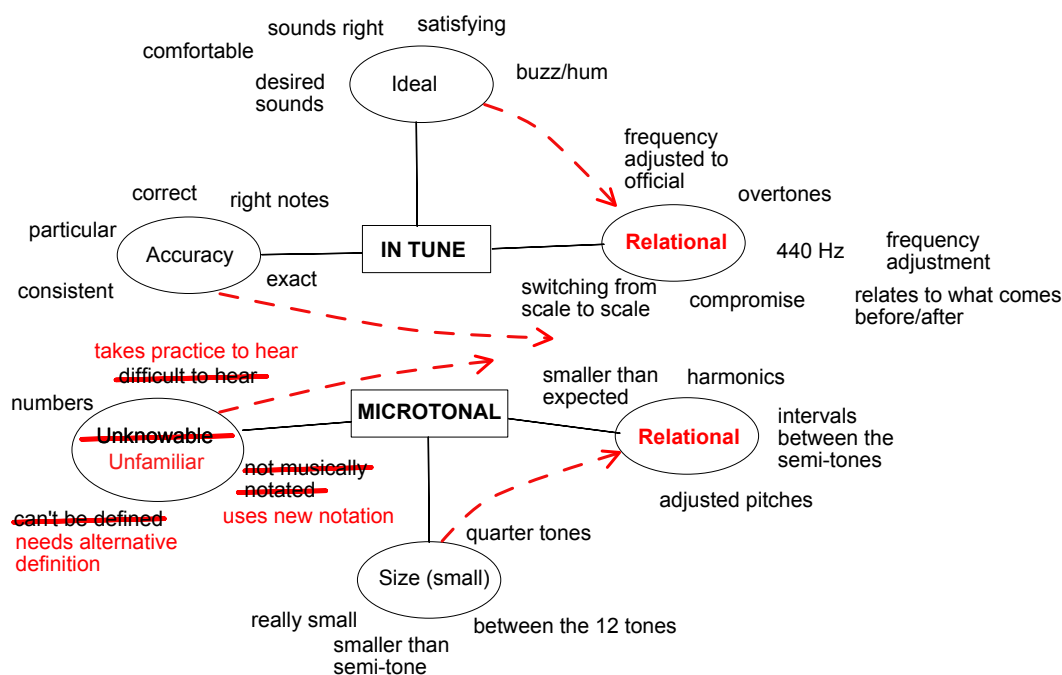 sounds right
satisfying
comfortable
desired
sounds
Ideal
buzz/hum
frequency
adjusted to
official
overtones
correct
right notes
particular
Accuracy
IN TUNE
Relational
440 Hz
frequency
adjustment
consistent
exact
switching from
scale to scale
compromise
relates to what comes
before/after
takes practice to hear
difficult to hear
numbers
Unknowable
Unfamiliar
MICROTONAL
smaller than
expected
harmonics
Relational
intervals
between the
semi-tones
not musically
notated
uses new notation
can't be defined
needs alternative
definition
adjusted pitches
quarter tones
Size (small)
really small
smaller than
semi-tone
between the 12 tones